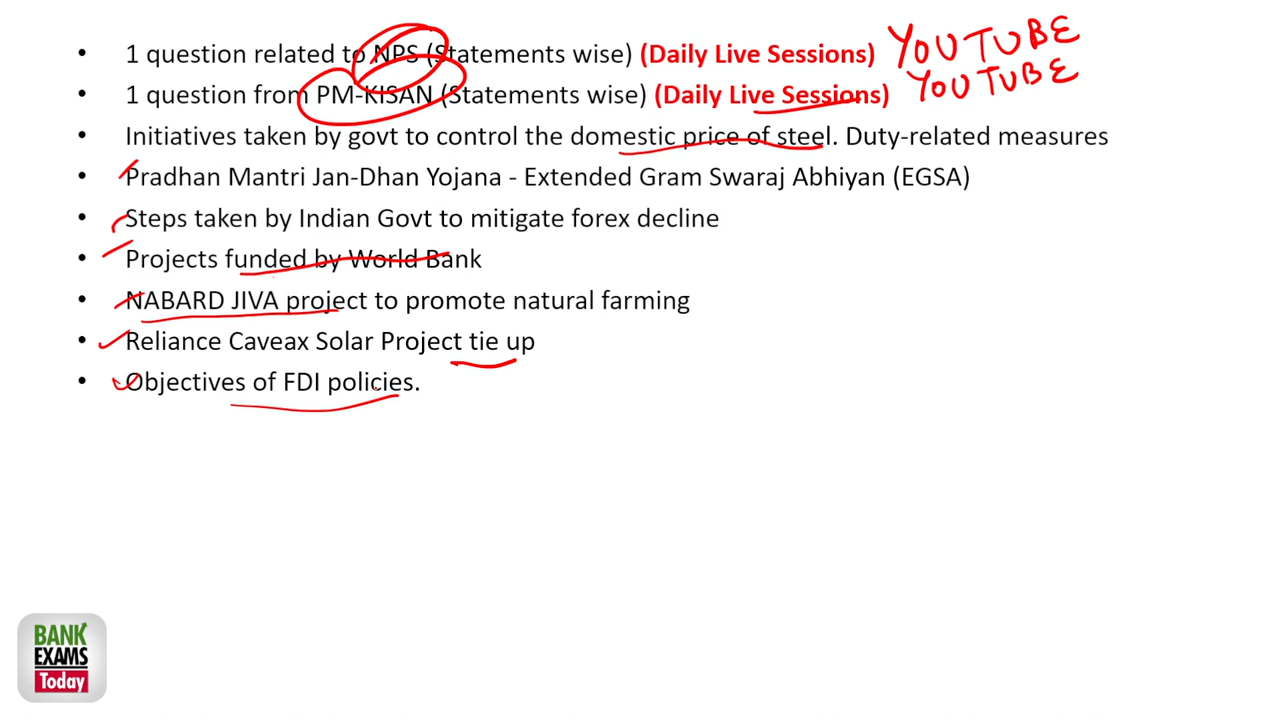 • 1 question related to NPS (Statements wise) (Daily Live Sessions) YOUTUBE
• 1 question from PM-KISAN (Statements wise) (Daily Live Sessions) YOUTUBE
• Initiatives taken by govt to control the domestic price of steel. Duty-related measures
• Pradhan Mantri Jan-Dhan Yojana - Extended Gram Swaraj Abhiyan (EGSA)
• Steps taken by Indian Govt to mitigate forex decline
• Projects funded by World Bank
• NABARD JIVA project to promote natural farming
• Reliance Caveax Solar Project tie up
• Objectives of FDI policies.
BANK
EXAMS
Today